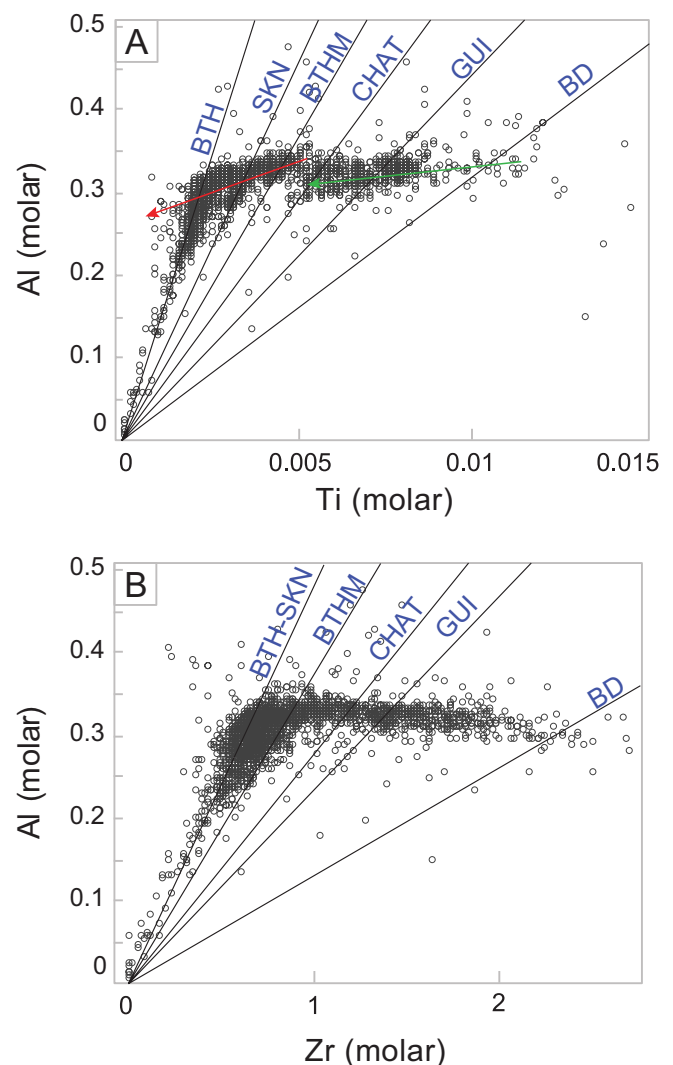 A
0.5
0.4
0.3
0.2
0.1
0
Al (molar)
BTH
SKN
BTHM
CHAT
GUI
BD
0 0.005 0.01 0.015
Ti (molar)
B
0.5
0.4
0.3
0.2
0.1
0
Al (molar)
BTH-SKN
BTHM
CHAT
GUI
BD
0 1 2
Zr (molar)